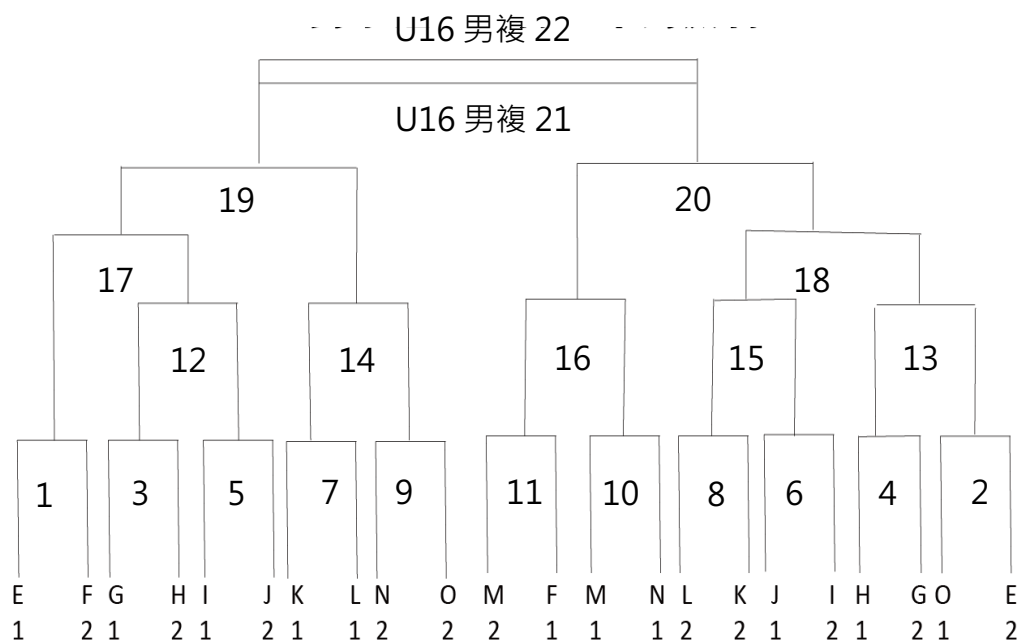 U16 男複 22
U16 男複 21
19 20
17 18
12 14 16 15 13
1 3 5 7 9 11 10 8 6 4 2
E F G H I J K L N O M F M N L K J I H G O E
1 2 1 2 1 2 1 1 2 2 2 1 1 1 2 2 1 2 1 2 1 2